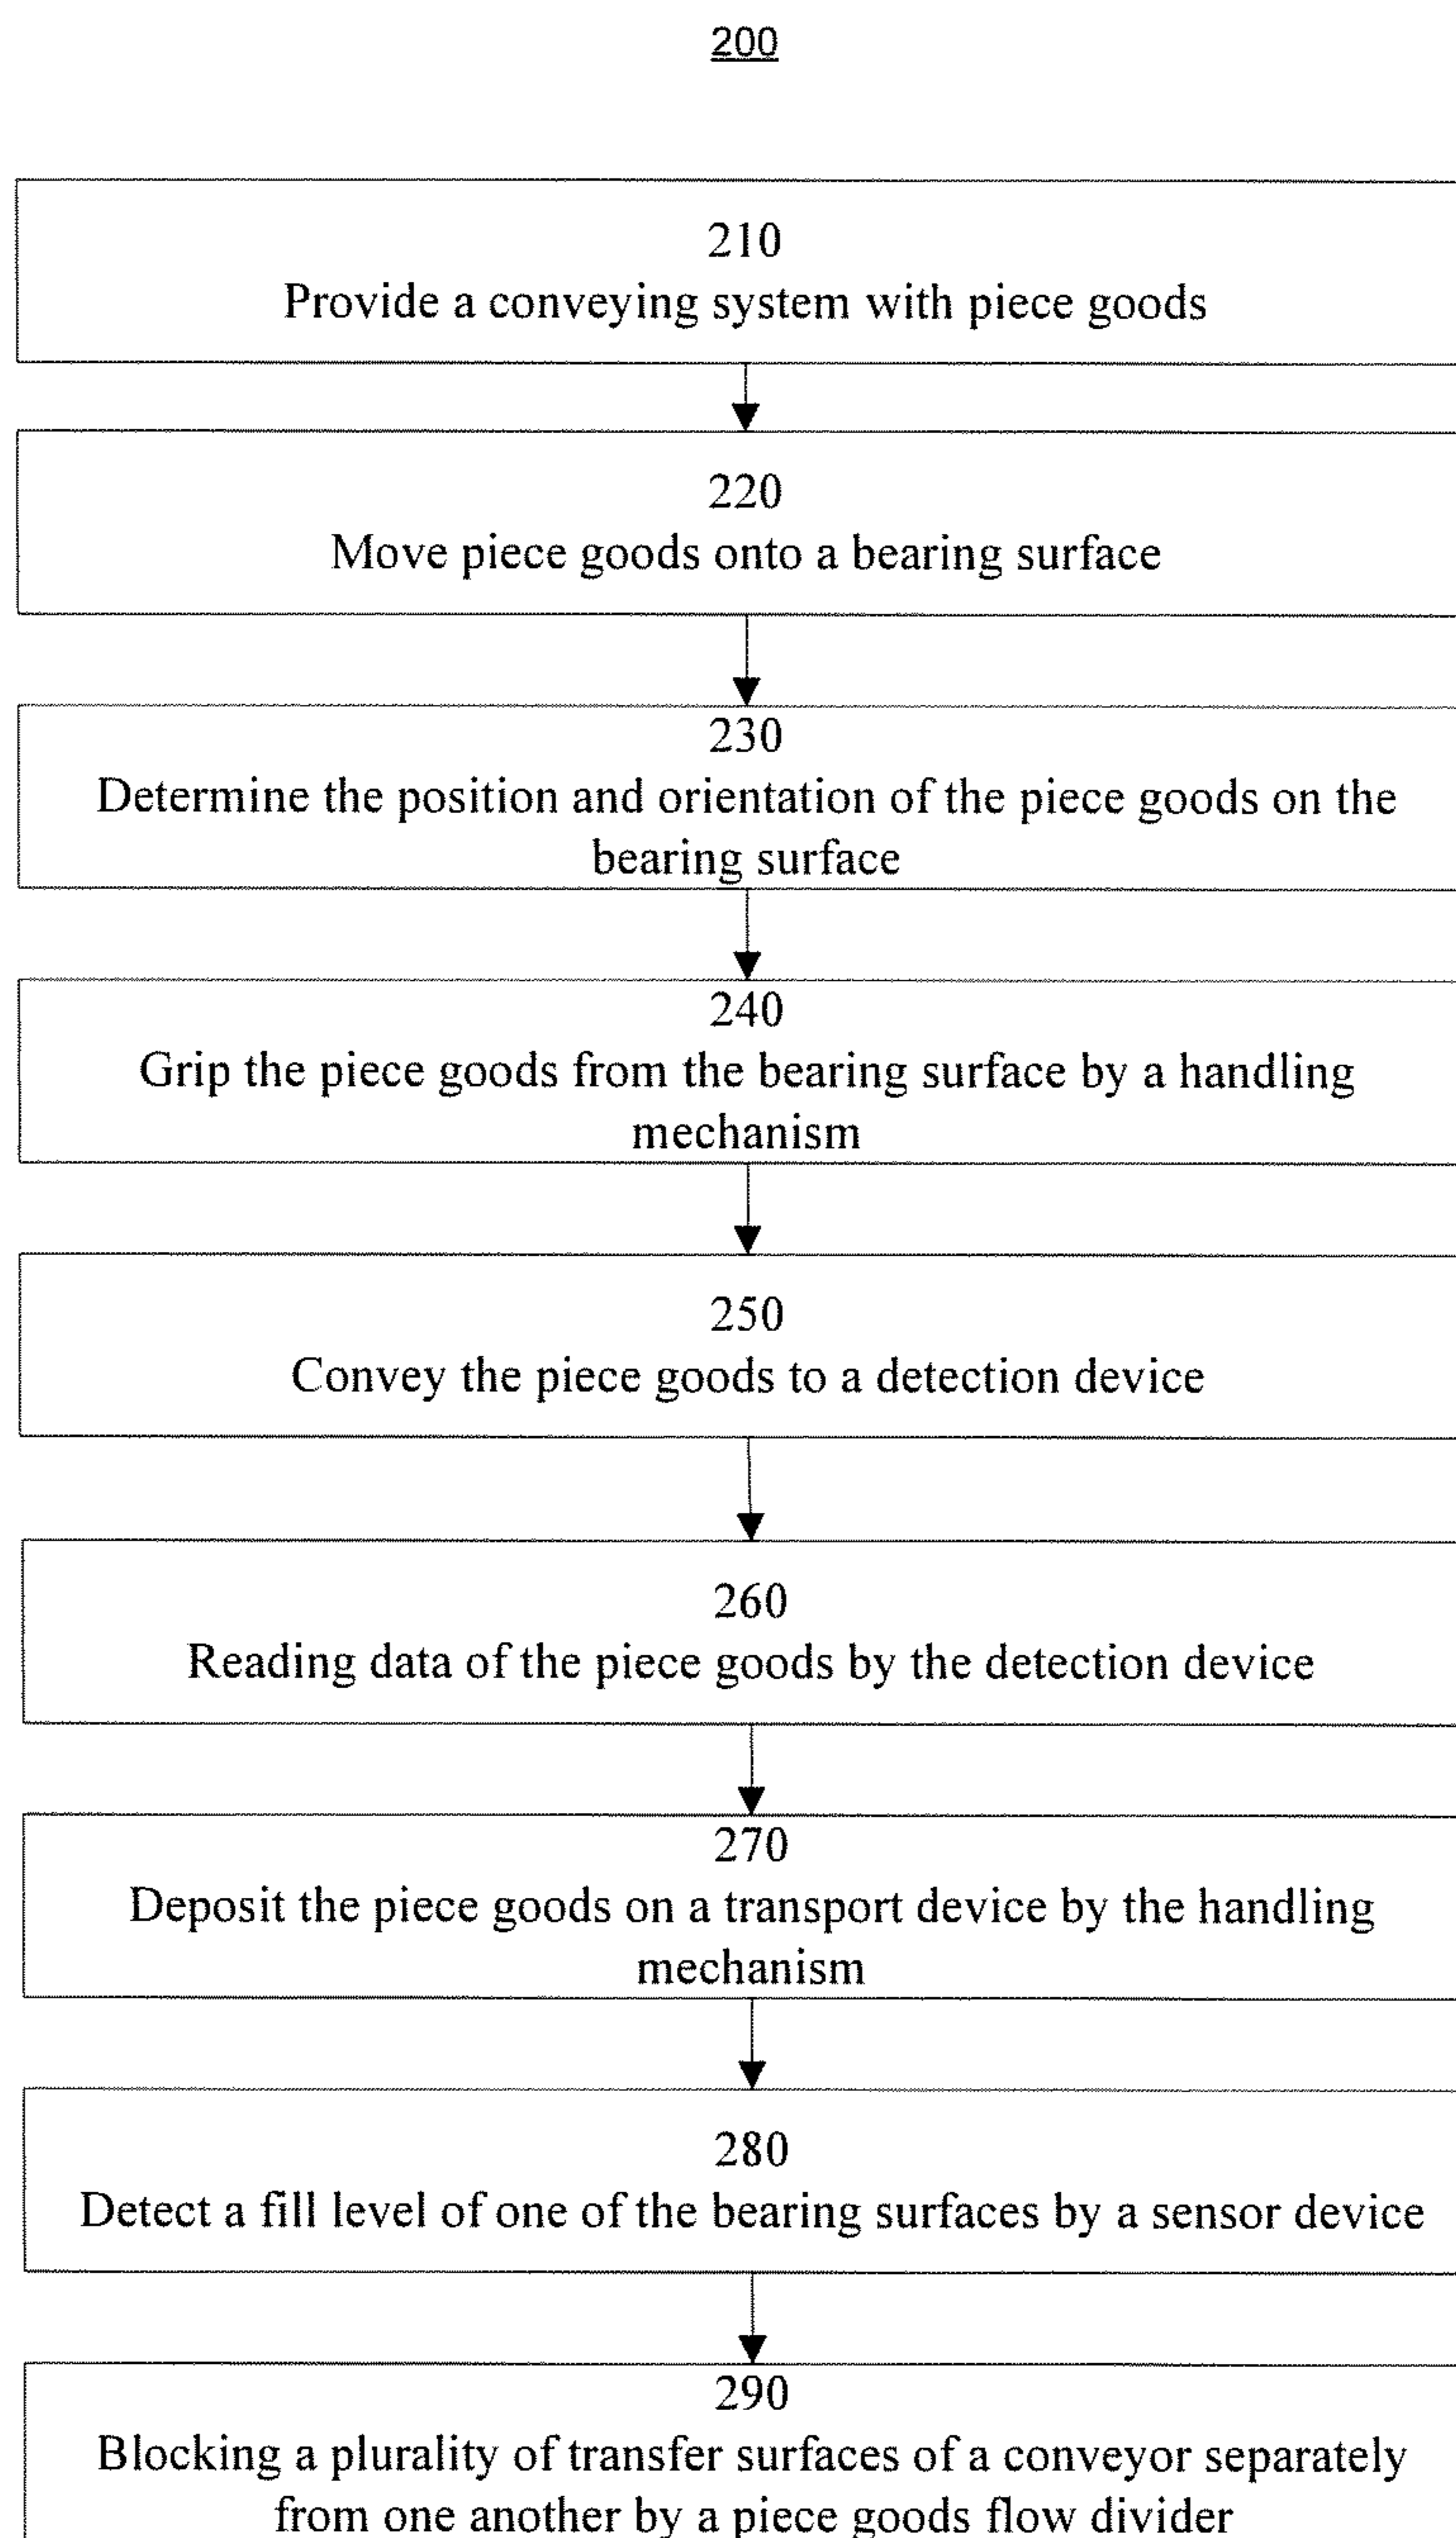 200
210
Provide a conveying system with piece goods
220
Move piece goods onto a bearing surface
230
Determine the position and orientation of the piece goods on the
bearing surface
240
Grip the piece goods from the bearing surface by a handling
mechanism
250
Convey the piece goods to a detection device
260
Reading data of the piece goods by the detection device
270
Deposit the piece goods on a transport device by the handling
mechanism
280
Detect a fill level of one of the bearing surfaces by a sensor device
290
Blocking a plurality of transfer surfaces of a conveyor separately
from one another by a piece goods flow divider